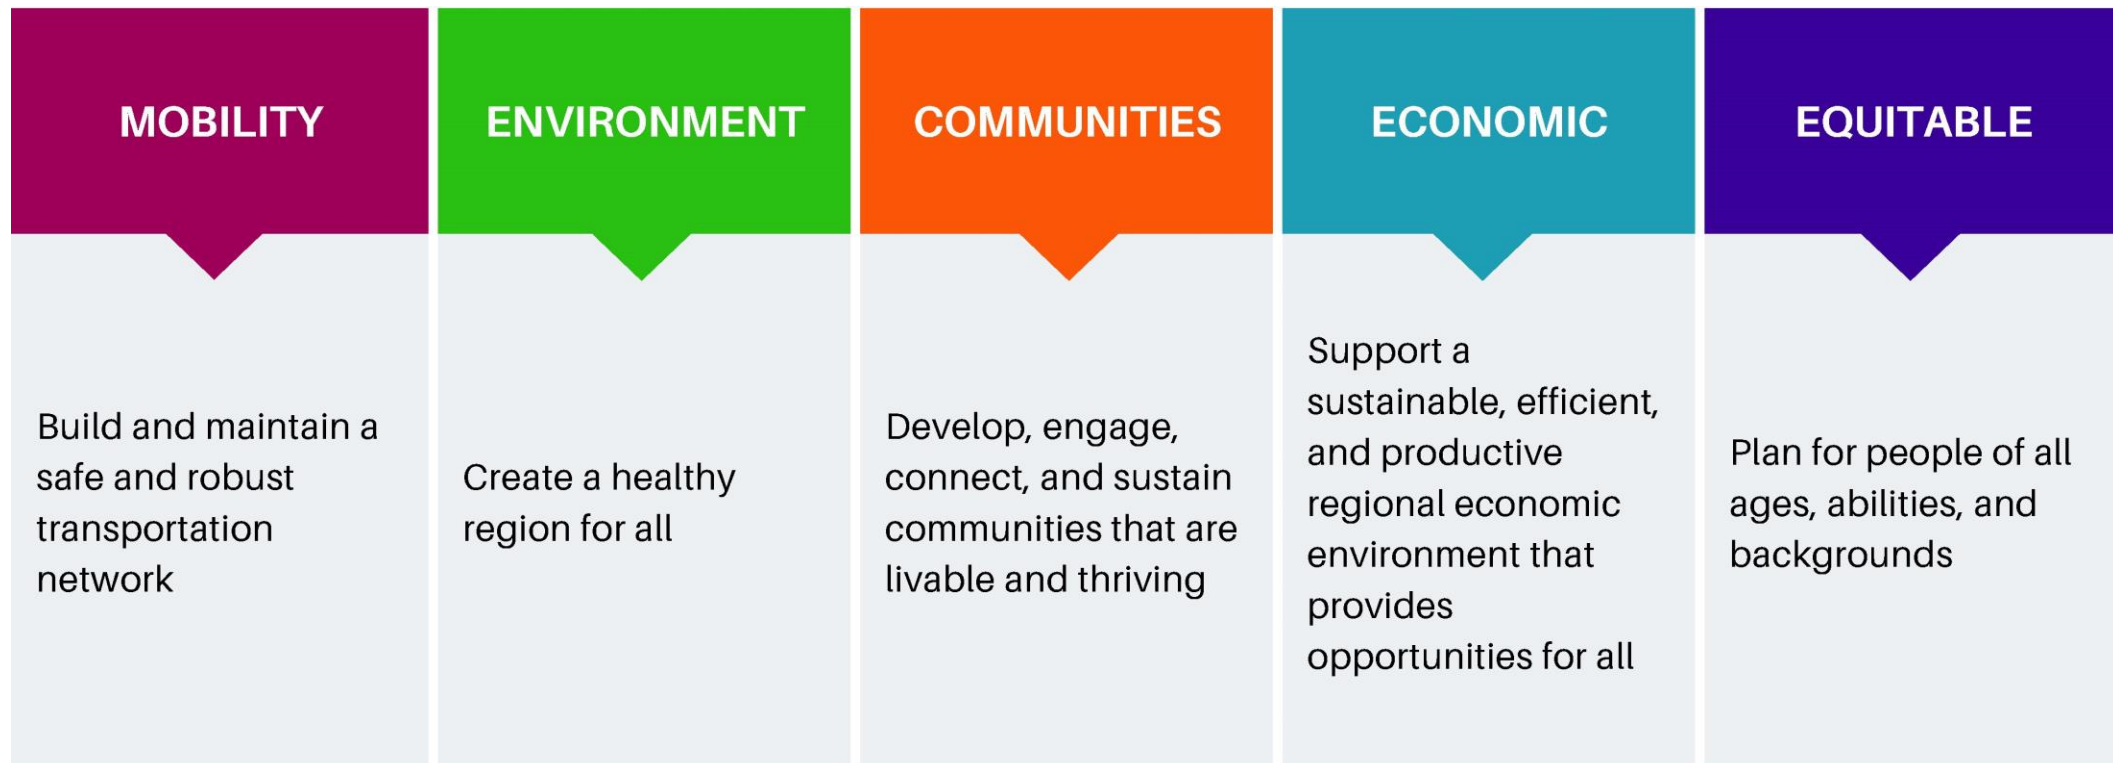 MOBILITY
Build and maintain a
safe and robust
transportation
network
ENVIRONMENT
Create a healthy
region for all
COMMUNITIES
Develop, engage,
connect, and sustain
communities that are
livable and thriving
ECONOMIC
Support a
sustainable, efficient,
and productive
regional economic
environment that
provides
opportunities for all
EQUITABLE
Plan for people of all
ages, abilities, and
backgrounds